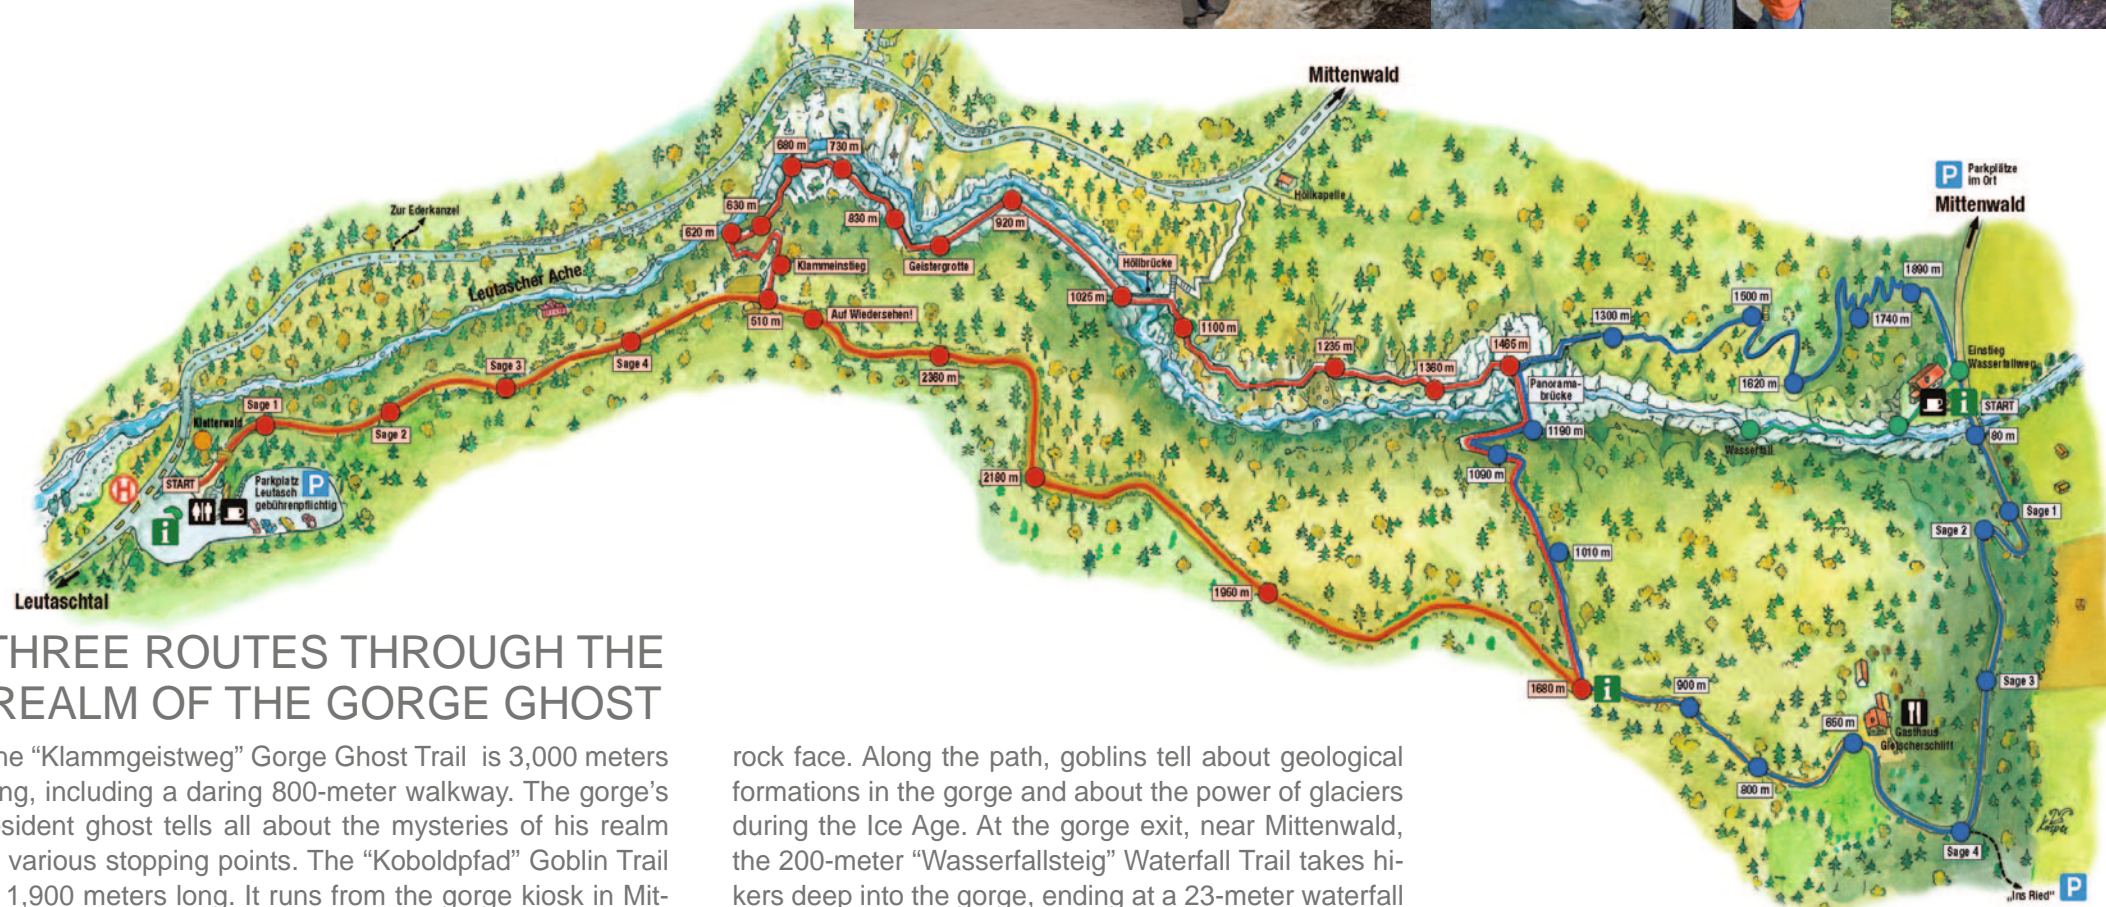 Mittenwald
Parkplätze
im Ort
Mittenwald
Zur Ederkanzel
Höllkapelle
680 m
730 m
630 m
620 m
830 m
920 m
Klammeinstieg
Geistergrotte
Höllbrücke
Leutascher Ache
1025 m
1100 m
510 m
Auf Wiedersehen!
1235 m
1360 m
1465 m
Panorama-
brücke
1300 m
1500 m
1620 m
1740 m
1890 m
Einstieg
Wasserfallweg
START
80 m
Wasserfall
1190 m
1090 m
1010 m
Sage 1
Sage 2
Sage 3
Sage 4
2360 m
2180 m
1960 m
1680 m
Kletterwald
START
H
Parkplatz
Leutasch
gebührenpflichtig
P
i
Leutaschtal
Sage 1
Sage 2
Sage 3
Sage 4
900 m
800 m
650 m
Gasthaus
Gletscherschliff
i
i
P
„Ins Ried“
P
THREE ROUTES THROUGH THE
REALM OF THE GORGE GHOST
he “Klammgeistweg” Gorge Ghost Trail is 3,000 meters
ng, including a daring 800-meter walkway. The gorge’s
sident ghost tells all about the mysteries of his realm
various stopping points. The “Koboldpfad” Goblin Trail
1,900 meters long. It runs from the gorge kiosk in Mit-
rock face. Along the path, goblins tell about geological
formations in the gorge and about the power of glaciers
during the Ice Age. At the gorge exit, near Mittenwald,
the 200-meter “Wasserfallsteig” Waterfall Trail takes hi-
kers deep into the gorge, ending at a 23-meter waterfall